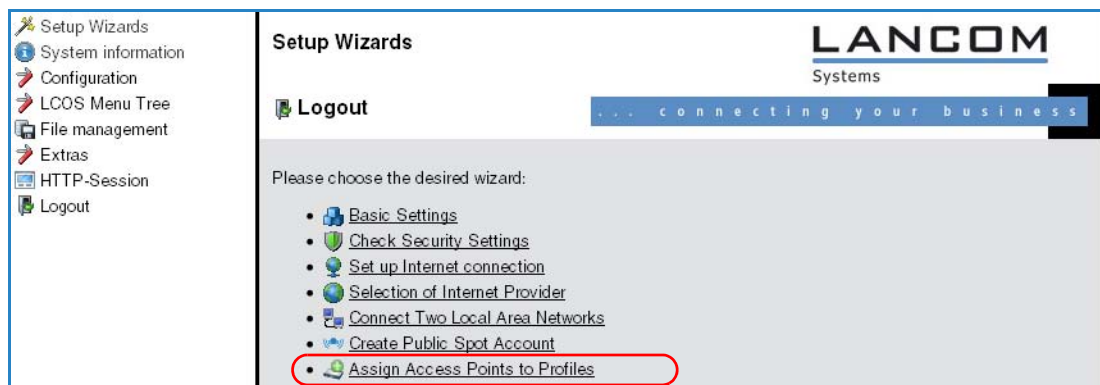 Setup Wizards
System information
Configuration
LCOS Menu Tree
File management
Extras
HTTP-Session
Logout
Setup Wizards
LANCOM
Systems
Logout
... connecting your business
Please choose the desired wizard:
Basic Settings
Check Security Settings
Set up Internet connection
Selection of Internet Provider
Connect Two Local Area Networks
Create Public Spot Account
Assign Access Points to Profiles